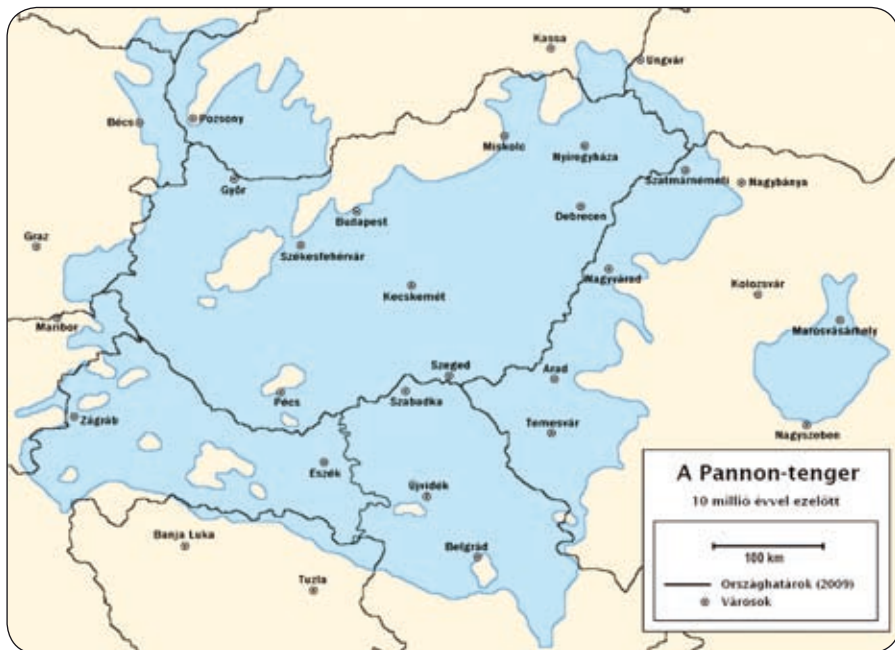 Kassa
Ungvár
Bécs
Pozsony
Miskolc
Nyíregyháza
Szatmárnémeti
Nagybánya
Győr
Budapest
Debrecen
Graz
Székesfehérvár
Nagyvárad
Kecskemét
Kolozsvár
Maribor
Marosvásárhely
Szeged
Arad
Pécs
Szabadka
Zágráb
Temesvár
Nagyszeben
Eszék
Újvidék
Banja Luka
Belgrád
Tuzla
A Pannon-tenger
10 millió évvel ezelőtt
100 km
Országhatárok (2009)
Városok